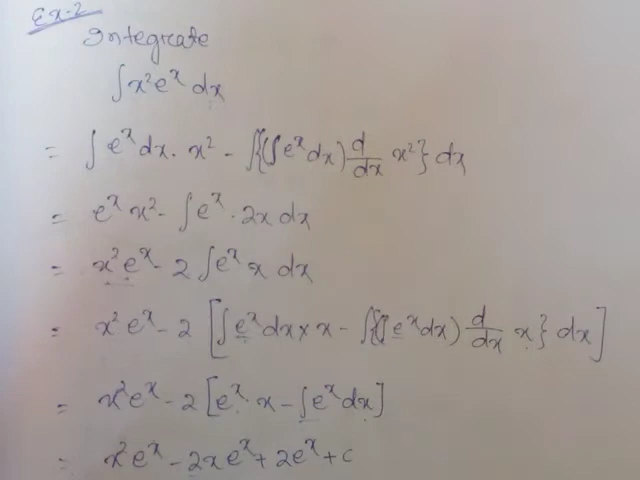 Ex-2
Integrate
∫x²eˣ dx
= ∫eˣdx. x² - ∫{(∫eˣdx) d/dx x²} dx
= eˣx² - ∫eˣ. 2x dx
= x²eˣ - 2∫eˣ x dx
= x²eˣ - 2[∫eˣdx × x - ∫{(∫eˣdx) d/dx x} dx]
= x²eˣ - 2[eˣ. x - ∫eˣdx]
= x²eˣ - 2xeˣ + 2eˣ + c